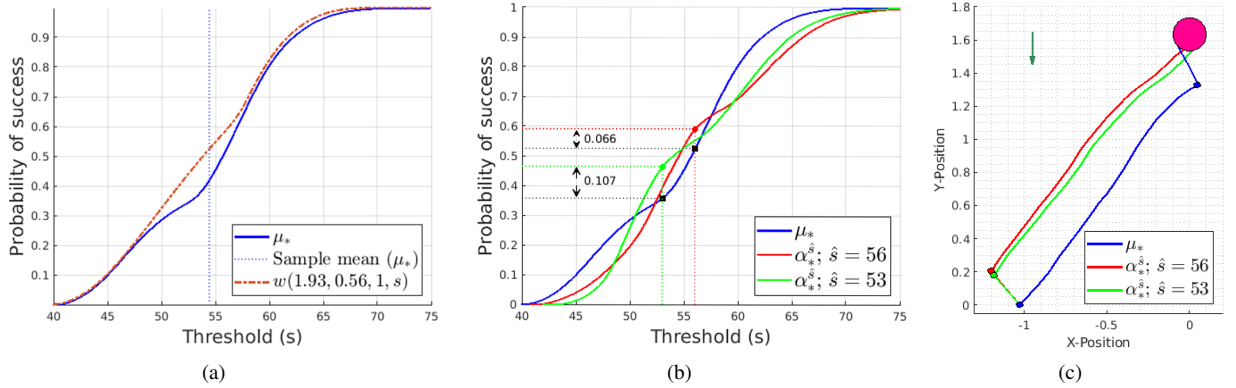 Probability of success
0.9
0.8
0.7
0.6
0.5
0.4
0.3
0.2
0.1
40 45 50 55 60 65 70 75
Threshold (s)
μ*
Sample mean (μ*)
w(1.93, 0.56, 1, s)
(a)
Probability of success
1
0.9
0.8
0.7
0.6
0.5
0.4
0.3
0.2
0.1
0
0.066
0.107
40 45 50 55 60 65 70 75
Threshold (s)
μ*
α*^ŝ; ŝ = 56
α*^ŝ; ŝ = 53
(b)
Y-Position
1.8
1.6
1.4
1.2
1
0.8
0.6
0.4
0.2
0
-1 -0.5 0
X-Position
μ*
α*^ŝ; ŝ = 56
α*^ŝ; ŝ = 53
(c)